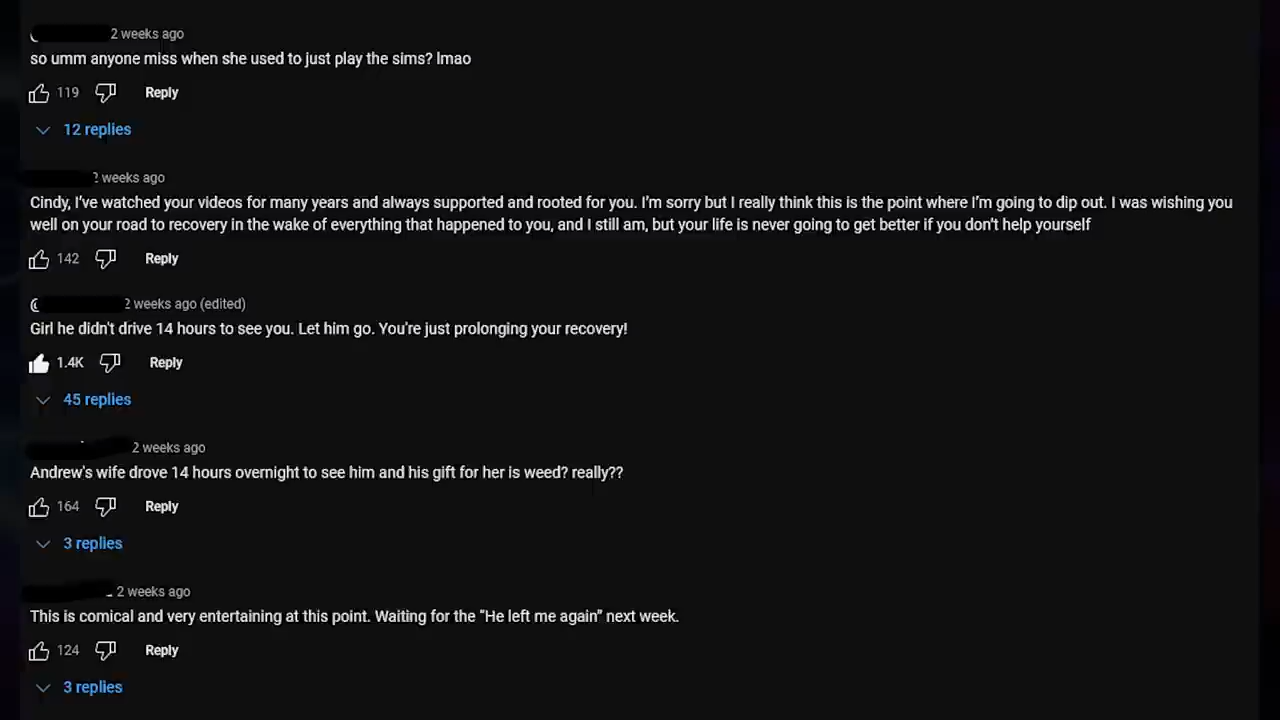 2 weeks ago
so umm anyone miss when she used to just play the sims? lmao
119 Reply
12 replies
2 weeks ago
Cindy, I've watched your videos for many years and always supported and rooted for you. I'm sorry but I really think this is the point where I'm going to dip out. I was wishing you
well on your road to recovery in the wake of everything that happened to you, and I still am, but your life is never going to get better if you don't help yourself
142 Reply
@ 2 weeks ago (edited)
Girl he didn't drive 14 hours to see you. Let him go. You're just prolonging your recovery!
1.4K Reply
45 replies
2 weeks ago
Andrew's wife drove 14 hours overnight to see him and his gift for her is weed? really??
164 Reply
3 replies
2 weeks ago
This is comical and very entertaining at this point. Waiting for the “He left me again” next week.
124 Reply
3 replies